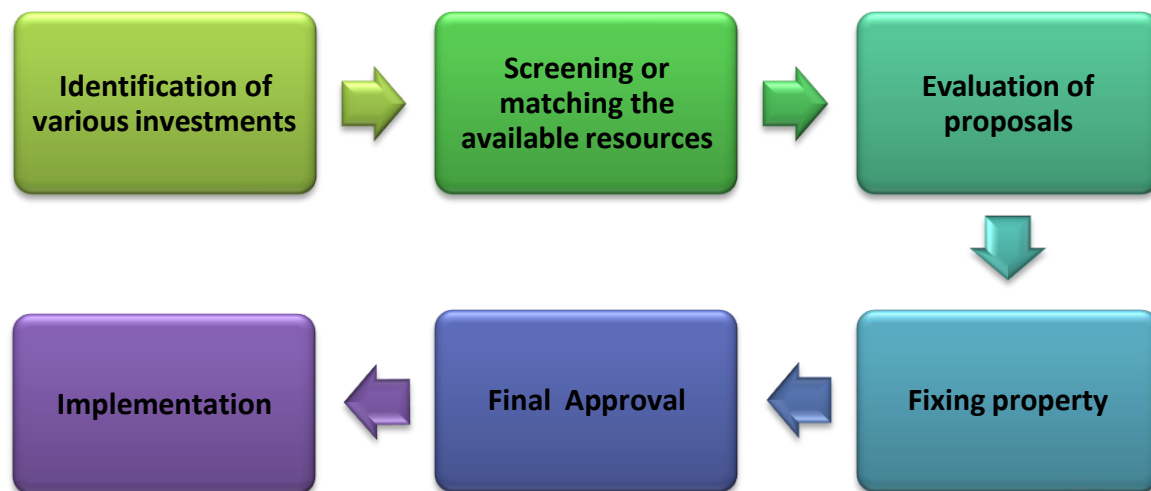 Identification of
various investments
Screening or
matching the
available resources
Evaluation of
proposals
Fixing property
Final Approval
Implementation